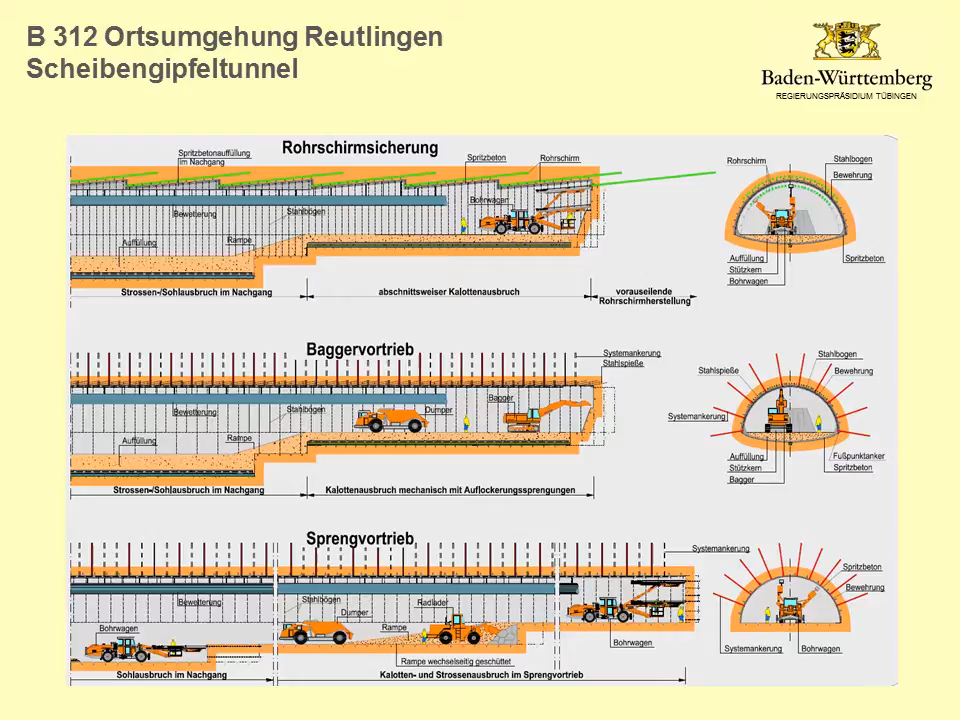 B 312 Ortsumgehung Reutlingen
Scheibengipfeltunnel
Baden-Württemberg
REGIERUNGSPRÄSIDIUM TÜBINGEN
Rohrschirmsicherung
Spritzbetonauffüllung
im Nachgang
Spritzbeton
Rohrschirm
Bohrwagen
Bewetterung
Stahlbögen
Auffüllung
Rampe
Strossen-/Sohlausbruch im Nachgang
abschnittsweiser Kalottenausbruch
vorauseilende
Rohrschirmherstellung
Rohrschirm
Stahlbogen
Bewehrung
Auffüllung
Stützkern
Bohrwagen
Spritzbeton
Baggervortrieb
Systemankerung
Stahlspieße
Bewetterung
Stahlbögen
Dumper
Bagger
Auffüllung
Rampe
Strossen-/Sohlausbruch im Nachgang
Kalottenausbruch mechanisch mit Auflockerungssprengungen
Stahlbogen
Stahlspieße
Bewehrung
Systemankerung
Auffüllung
Stützkern
Bagger
Fußpunktanker
Spritzbeton
Sprengvortrieb
Systemankerung
Bewetterung
Stahlbögen
Dumper
Radlader
Bohrwagen
Rampe
Bohrwagen
Rampe wechselseitig geschüttet
Sohlausbruch im Nachgang
Kalotten- und Strossenausbruch im Sprengvortrieb
Spritzbeton
Bewehrung
Systemankerung
Bohrwagen